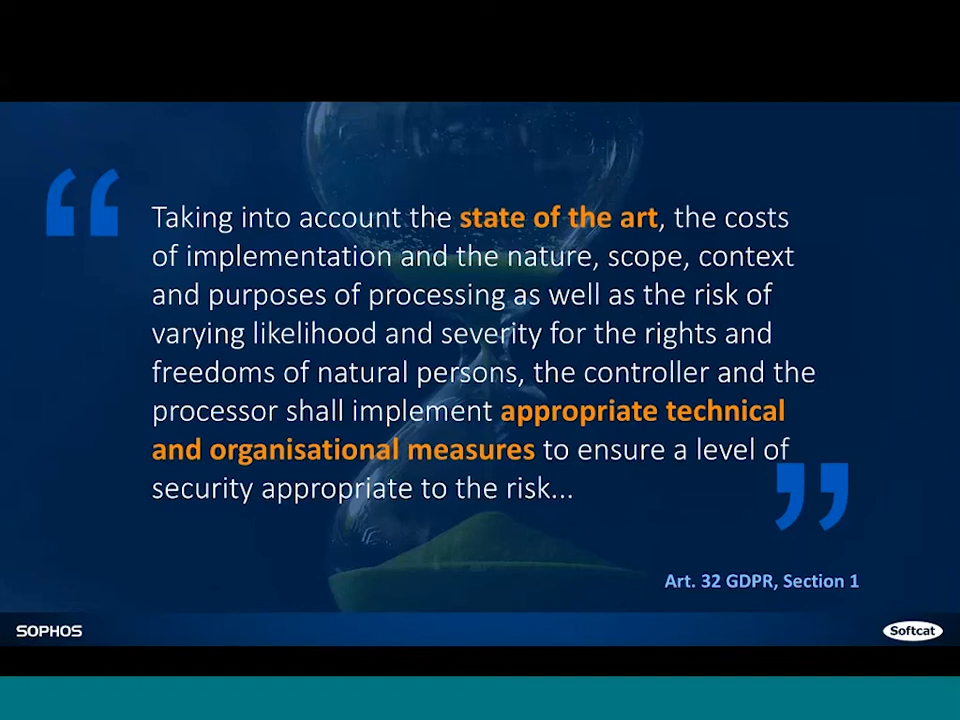 “
Taking into account the state of the art, the costs
of implementation and the nature, scope, context
and purposes of processing as well as the risk of
varying likelihood and severity for the rights and
freedoms of natural persons, the controller and the
processor shall implement appropriate technical
and organisational measures to ensure a level of
security appropriate to the risk...
”
Art. 32 GDPR, Section 1
SOPHOS
Softcat